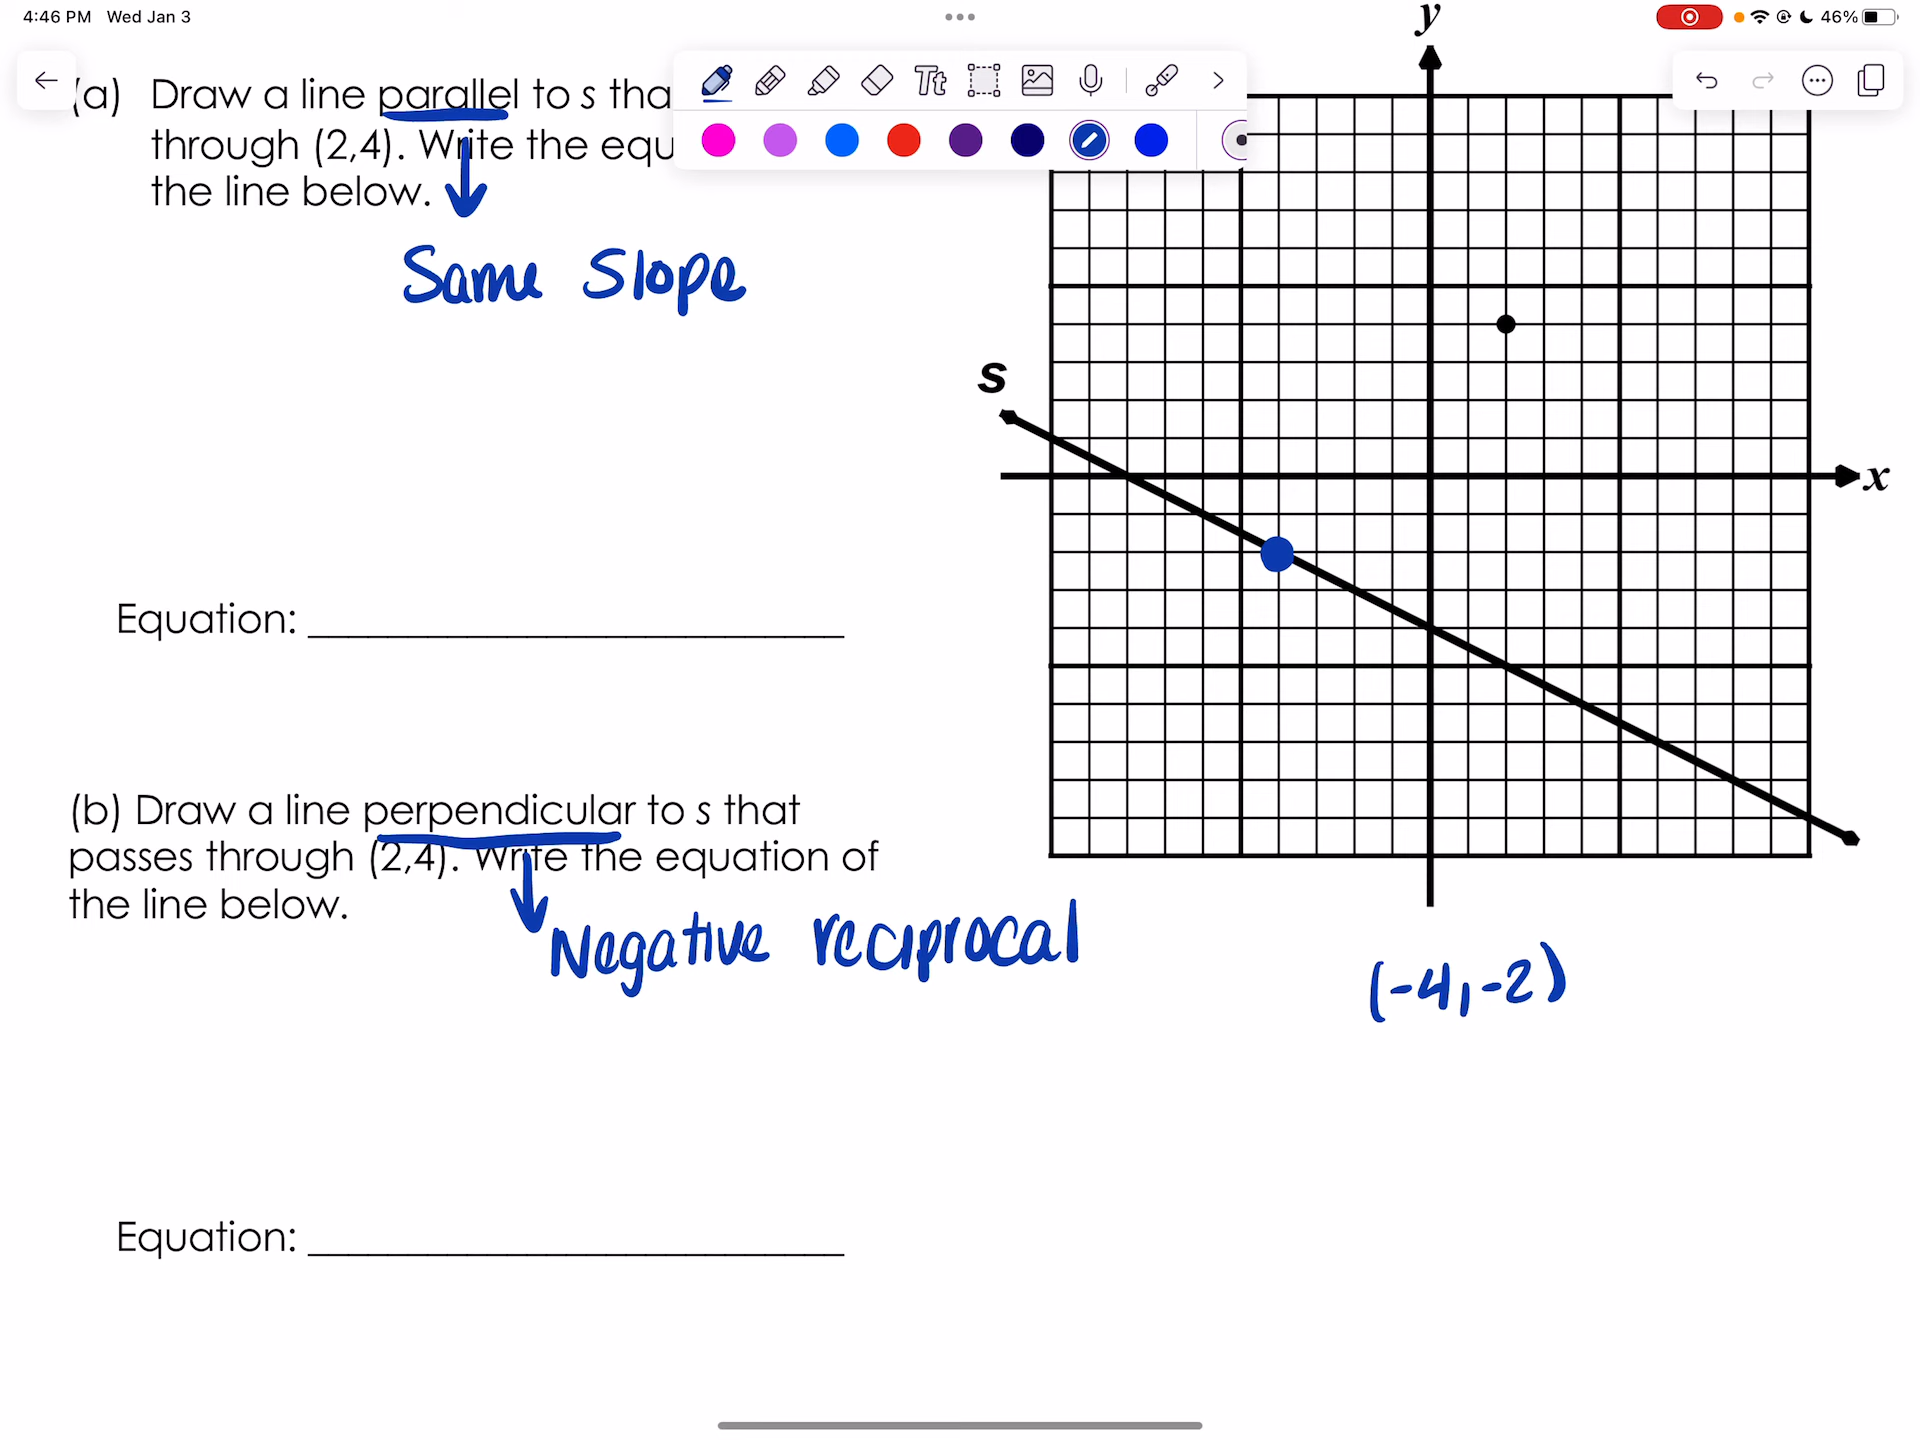 4:46 PM Wed Jan 3
46%
Tt
(a) Draw a line parallel to s tha
through (2,4). Write the equ
the line below.
Same Slope
y
s
x
Equation: ___________________________
(b) Draw a line perpendicular to s that
passes through (2,4). Write the equation of
the line below.
Negative reciprocal
(-4,-2)
Equation: ___________________________